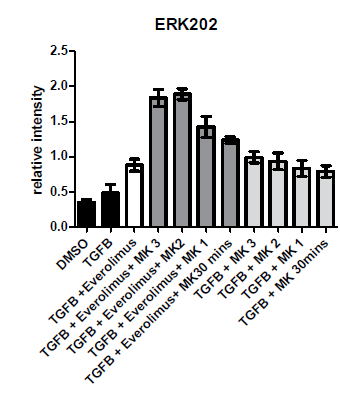 ERK202
relative intensity
2.5
2.0
1.5
1.0
0.5
0.0
DMSO
TGFB
TGFB +Everolimus
TGFB + Everolimus+ MK 3
TGFB + Everolimus+ MK2
TGFB + Everolimus+ MK 1
TGFB + Everolimus+ MK30 mins
TGFB + MK 3
TGFB + MK 2
TGFB + MK 1
TGFB + MK 30mins